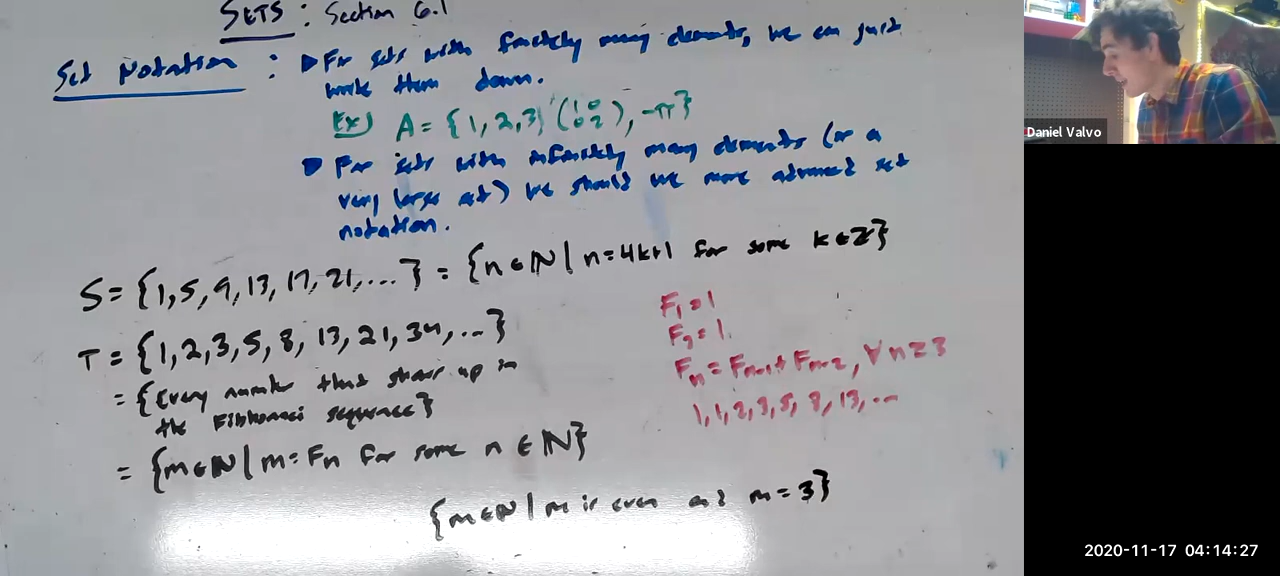 SETS : Section 6.1
Set Notation : ▷ For sets with finitely many elements, we can just
write them down.
Ex) A = {1, 2, 3, (1 0
0 2), -π}
▷ For sets with infinitely many elements (or a
very large set) we should use more advanced set
notation.
S = {1, 5, 9, 13, 17, 21, ...} = {n ∈ ℕ | n = 4k+1 for some k ∈ ℤ}
T = {1, 2, 3, 5, 8, 13, 21, 34, ...}
= {Every number that shows up in
the Fibbonaci sequence}
= {m ∈ ℕ | m = Fn for some n ∈ ℕ}
{m ∈ ℕ | m is even and m = 3}
F₁ = 1
F₂ = 1
Fn = Fn-1 + Fn-2, ∀ n ≥ 3
1, 1, 2, 3, 5, 8, 13, ...
Daniel Valvo
2020-11-17 04:14:27